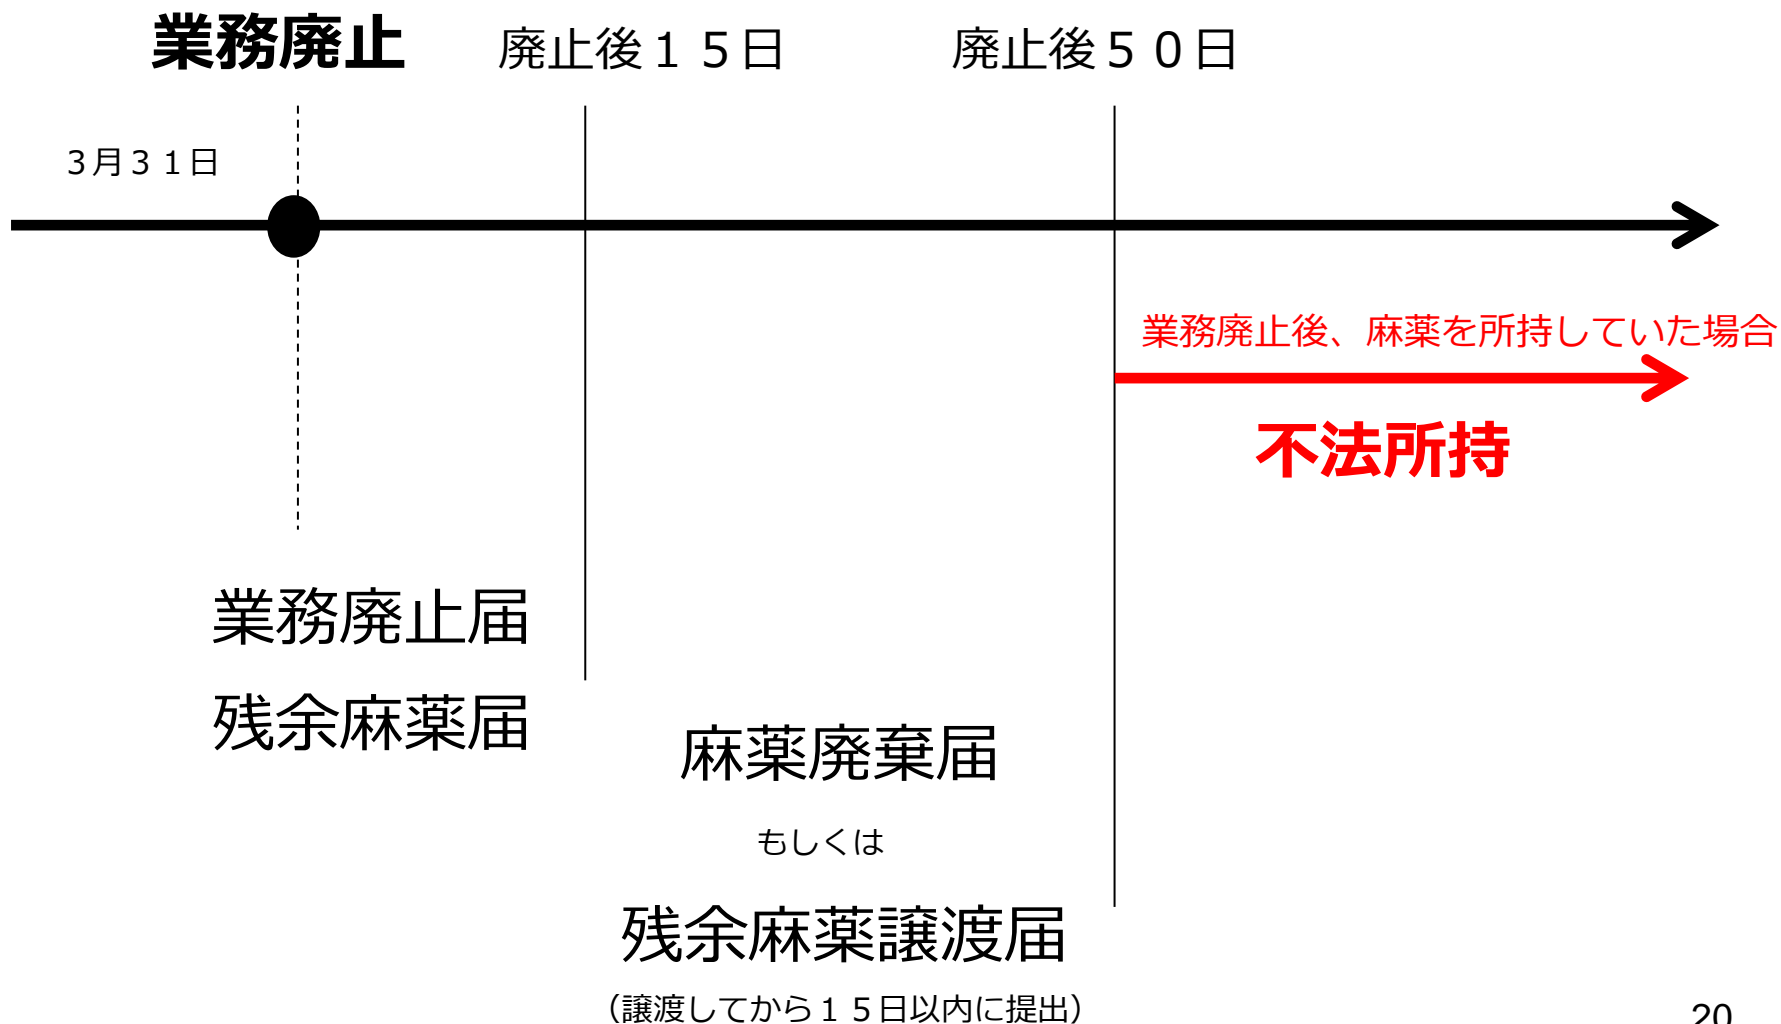 業務廃止
廃止後１５日
廃止後５０日
３月３１日
業務廃止後、麻薬を所持していた場合
不法所持
業務廃止届
残余麻薬届
麻薬廃棄届
もしくは
残余麻薬譲渡届
（譲渡してから１５日以内に提出）
20